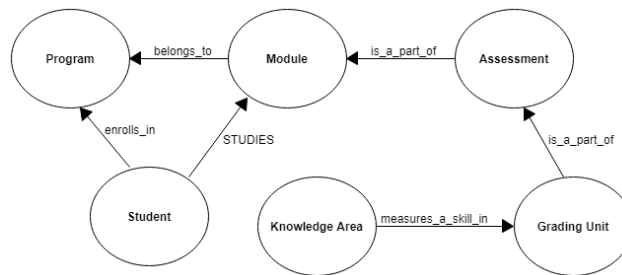 Program
belongs_to
Module
is_a_part_of
Assessment
enrolls_in
STUDIES
is_a_part_of
Student
Knowledge Area
measures_a_skill_in
Grading Unit